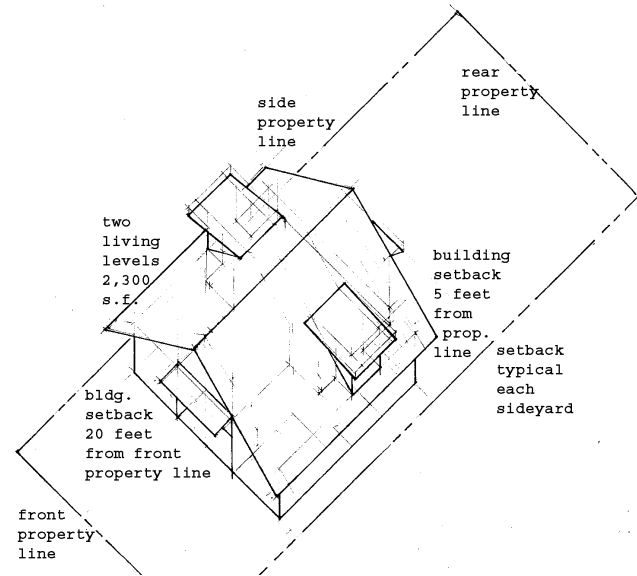 rear
property
line
side
property
line
two
living
levels
2,300
s.f.
building
setback
5 feet
from
prop.
line
setback
typical
each
sideyard
bldg.
setback
20 feet
from front
property line
front
property
line